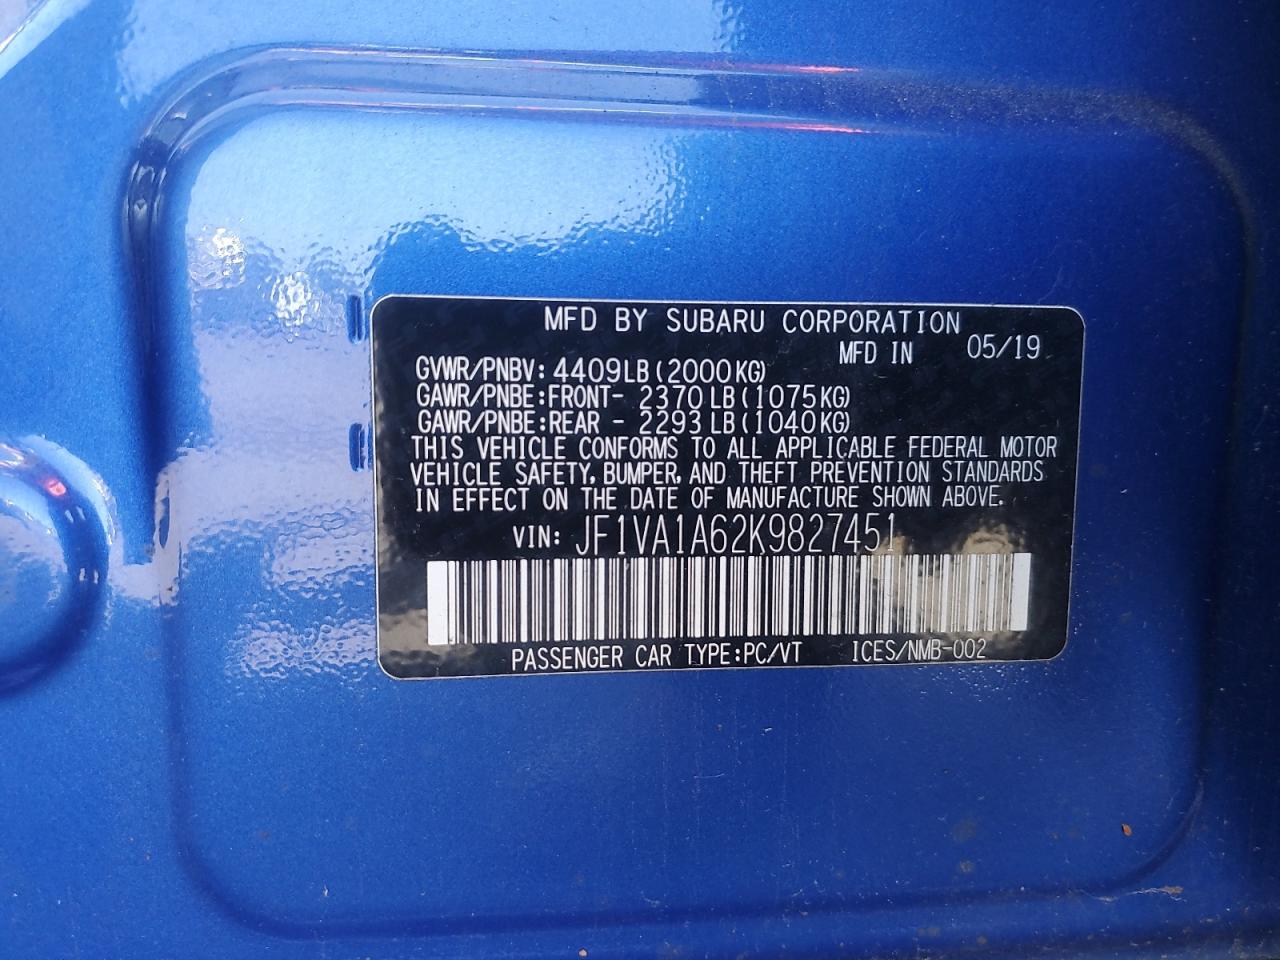 MFD BY SUBARU CORPORATION
MFD IN 05/19
GVWR/PNBV: 4409LB(2000KG)
GAWR/PNBE:FRONT- 2370LB(1075KG)
GAWR/PNBE:REAR - 2293LB(1040KG)
THIS VEHICLE CONFORMS TO ALL APPLICABLE FEDERAL MOTOR
VEHICLE SAFETY, BUMPER, AND THEFT PREVENTION STANDARDS
IN EFFECT ON THE DATE OF MANUFACTURE SHOWN ABOVE.
VIN: JF1VA1A62K9827451
PASSENGER CAR TYPE:PC/VT ICES/NMB-002